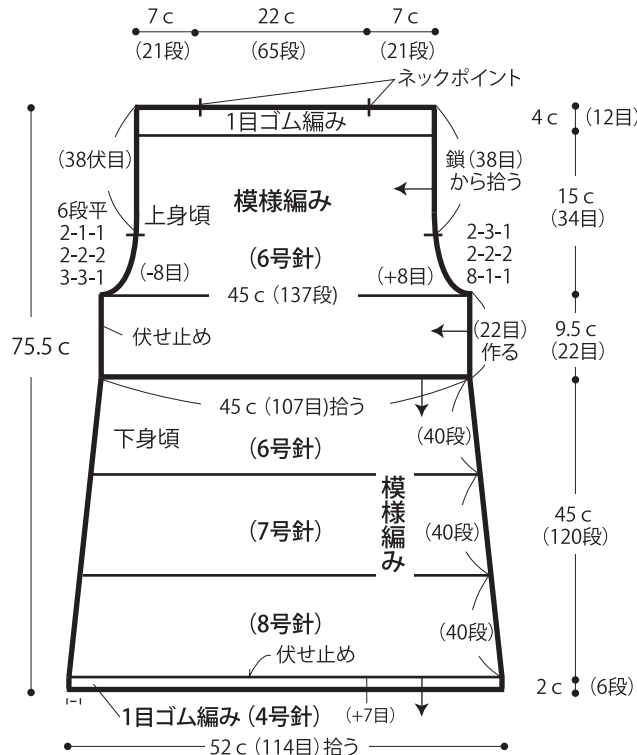 7 c 22 c 7 c
(21段) (65段) (21段)
ネックポイント
1目ゴム編み
4 c (12目)
(38伏目)
鎖(38目)
から拾う
模様編み
15 c
(34目)
6段平
2-1-1
2-2-2
3-3-1
上身頃
2-3-1
2-2-2
8-1-1
(6号針)
(-8目)
(+8目)
45 c (137段)
伏せ止め
(22目)
作る
9.5 c
(22目)
75.5 c
45 c (107目)拾う
下身頃
(6号針)
(40段)
模様編み
(7号針)
(40段)
45 c
(120段)
(8号針)
(40段)
伏せ止め
2 c (6段)
1目ゴム編み (4号針)
(+7目)
52 c (114目)拾う